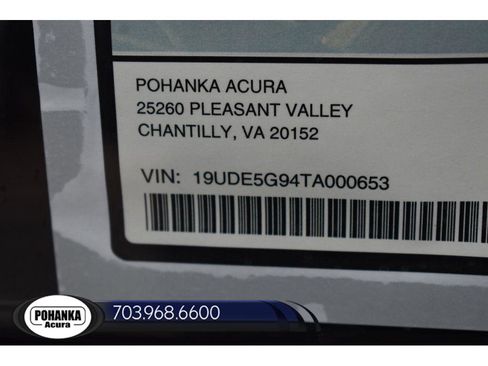 POHANKA ACURA
25260 PLEASANT VALLEY
CHANTILLY, VA 20152
VIN: 19UDE5G94TA000653
POHANKA
Acura
703.968.6600